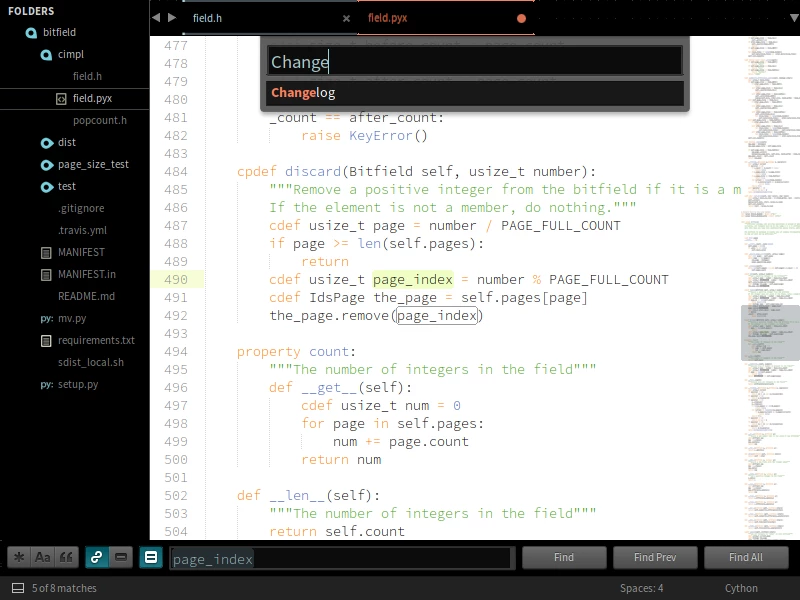 FOLDERS
bitfield
cimpl
field.h
field.pyx
popcount.h
dist
page_size_test
test
.gitignore
.travis.yml
MANIFEST
MANIFEST.in
README.md
py: mv.py
requirements.txt
sdist_local.sh
py: setup.py
field.h
field.pyx
Change
Changelog
477
478
479
480
481 _count == after_count:
482 raise KeyError()
483
484 cpdef discard(Bitfield self, usize_t number):
485 """Remove a positive integer from the bitfield if it is a m
486 If the element is not a member, do nothing."""
487 cdef usize_t page = number / PAGE_FULL_COUNT
488 if page >= len(self.pages):
489 return
490 cdef usize_t page_index = number % PAGE_FULL_COUNT
491 cdef IdsPage the_page = self.pages[page]
492 the_page.remove(page_index)
493
494 property count:
495 """The number of integers in the field"""
496 def __get__(self):
497 cdef usize_t num = 0
498 for page in self.pages:
499 num += page.count
500 return num
501
502 def __len__(self):
503 """The number of integers in the field"""
504 return self.count
Aa page_index Find Find Prev Find All
5 of 8 matches Spaces: 4 Cython